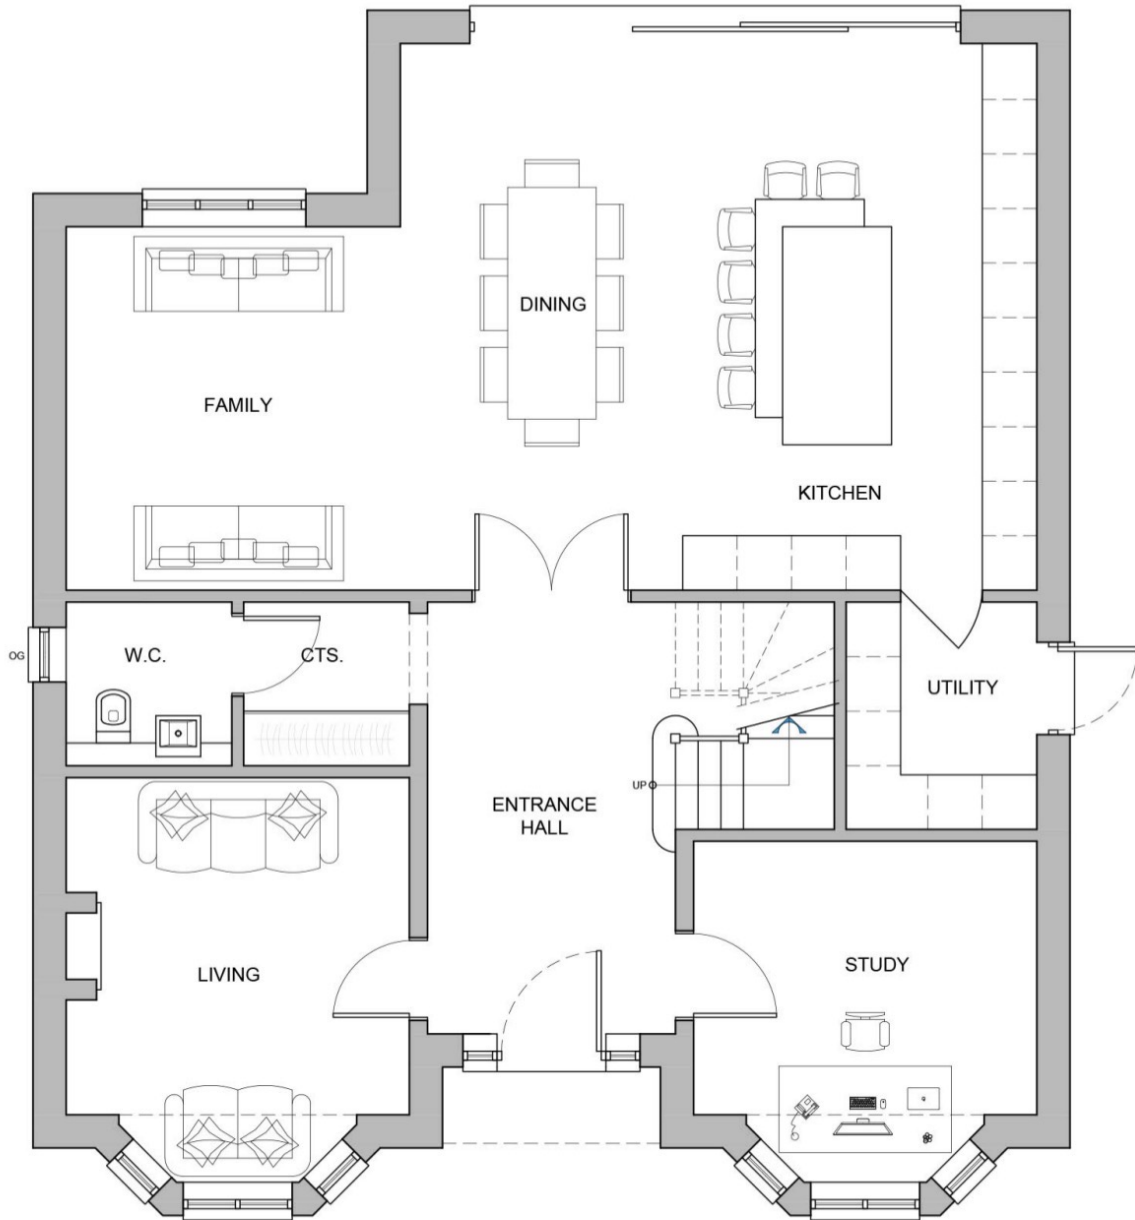 DINING
FAMILY
KITCHEN
OG
W.C.
CTS.
UTILITY
UP
ENTRANCE
HALL
LIVING
STUDY